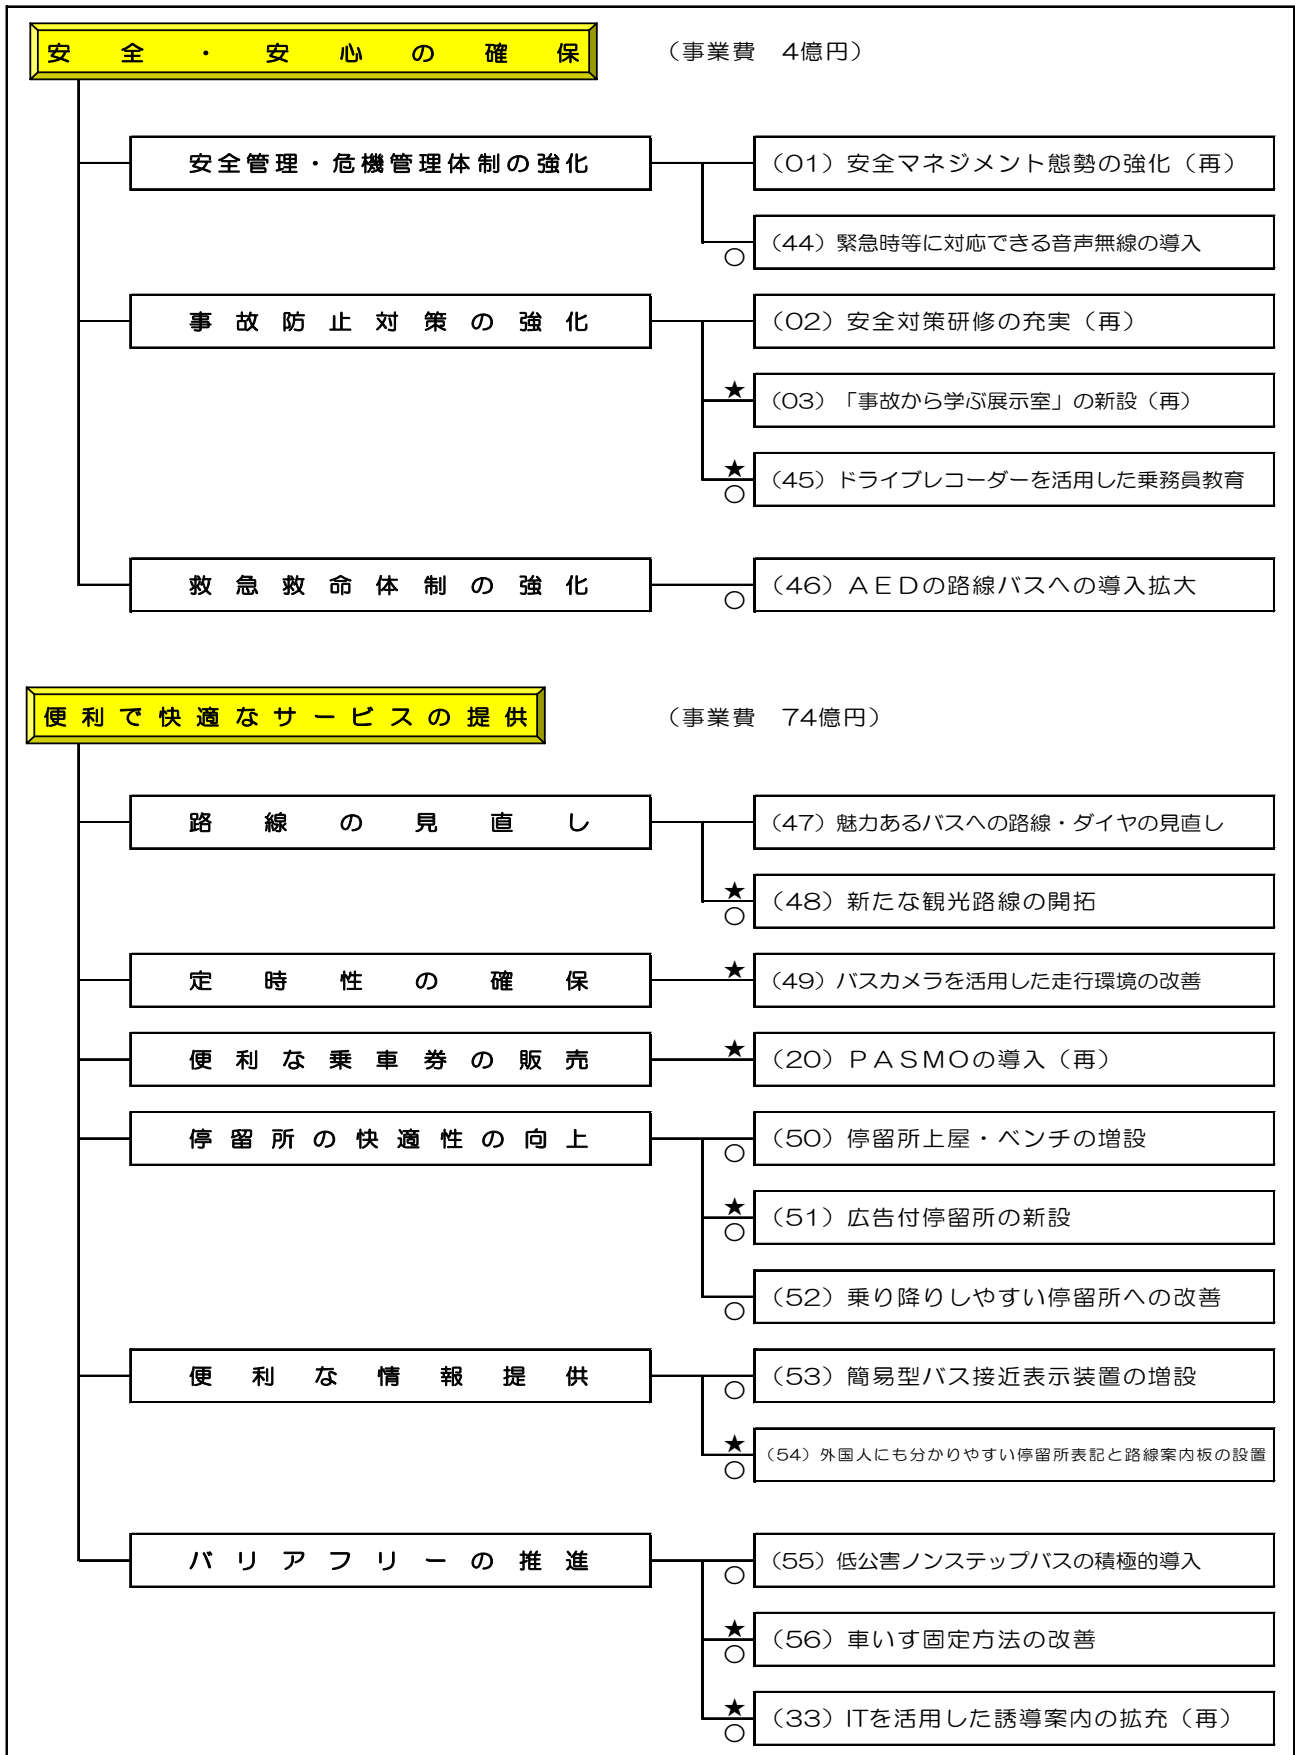 安全・安心の確保　（事業費　4億円）
安全管理・危機管理体制の強化
（01）安全マネジメント態勢の強化（再）
○（44）緊急時等に対応できる音声無線の導入
事故防止対策の強化
（02）安全対策研修の充実（再）
★（03）「事故から学ぶ展示室」の新設（再）
★○（45）ドライブレコーダーを活用した乗務員教育
救急救命体制の強化
○（46）ＡＥＤの路線バスへの導入拡大
便利で快適なサービスの提供　（事業費　74億円）
路線の見直し
（47）魅力あるバスへの路線・ダイヤの見直し
★○（48）新たな観光路線の開拓
定時性の確保
★（49）バスカメラを活用した走行環境の改善
便利な乗車券の販売
★（20）ＰＡＳＭＯの導入（再）
停留所の快適性の向上
○（50）停留所上屋・ベンチの増設
★○（51）広告付停留所の新設
○（52）乗り降りしやすい停留所への改善
便利な情報提供
○（53）簡易型バス接近表示装置の増設
★○（54）外国人にも分かりやすい停留所表記と路線案内板の設置
バリアフリーの推進
○（55）低公害ノンステップバスの積極的導入
★○（56）車いす固定方法の改善
★○（33）ITを活用した誘導案内の拡充（再）